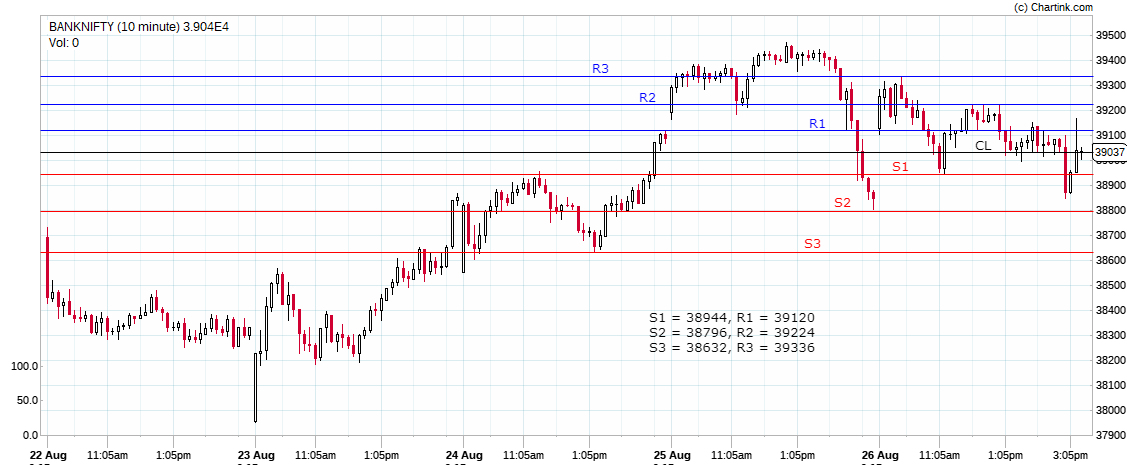 (c) Chartink.com
BANKNIFTY (10 minute) 3.904E4
Vol: 0
39500
39400
39300
39200
39100
39037
38900
38800
38700
38600
38500
38400
38300
38200
38100
38000
37900
R3
R2
R1
CL
S1
S2
S3
S1 = 38944, R1 = 39120
S2 = 38796, R2 = 39224
S3 = 38632, R3 = 39336
100.0
50.0
0.0
22 Aug 11:05am 1:05pm 23 Aug 11:05am 1:05pm 24 Aug 11:05am 1:05pm 25 Aug 11:05am 1:05pm 26 Aug 11:05am 1:05pm 3:05pm